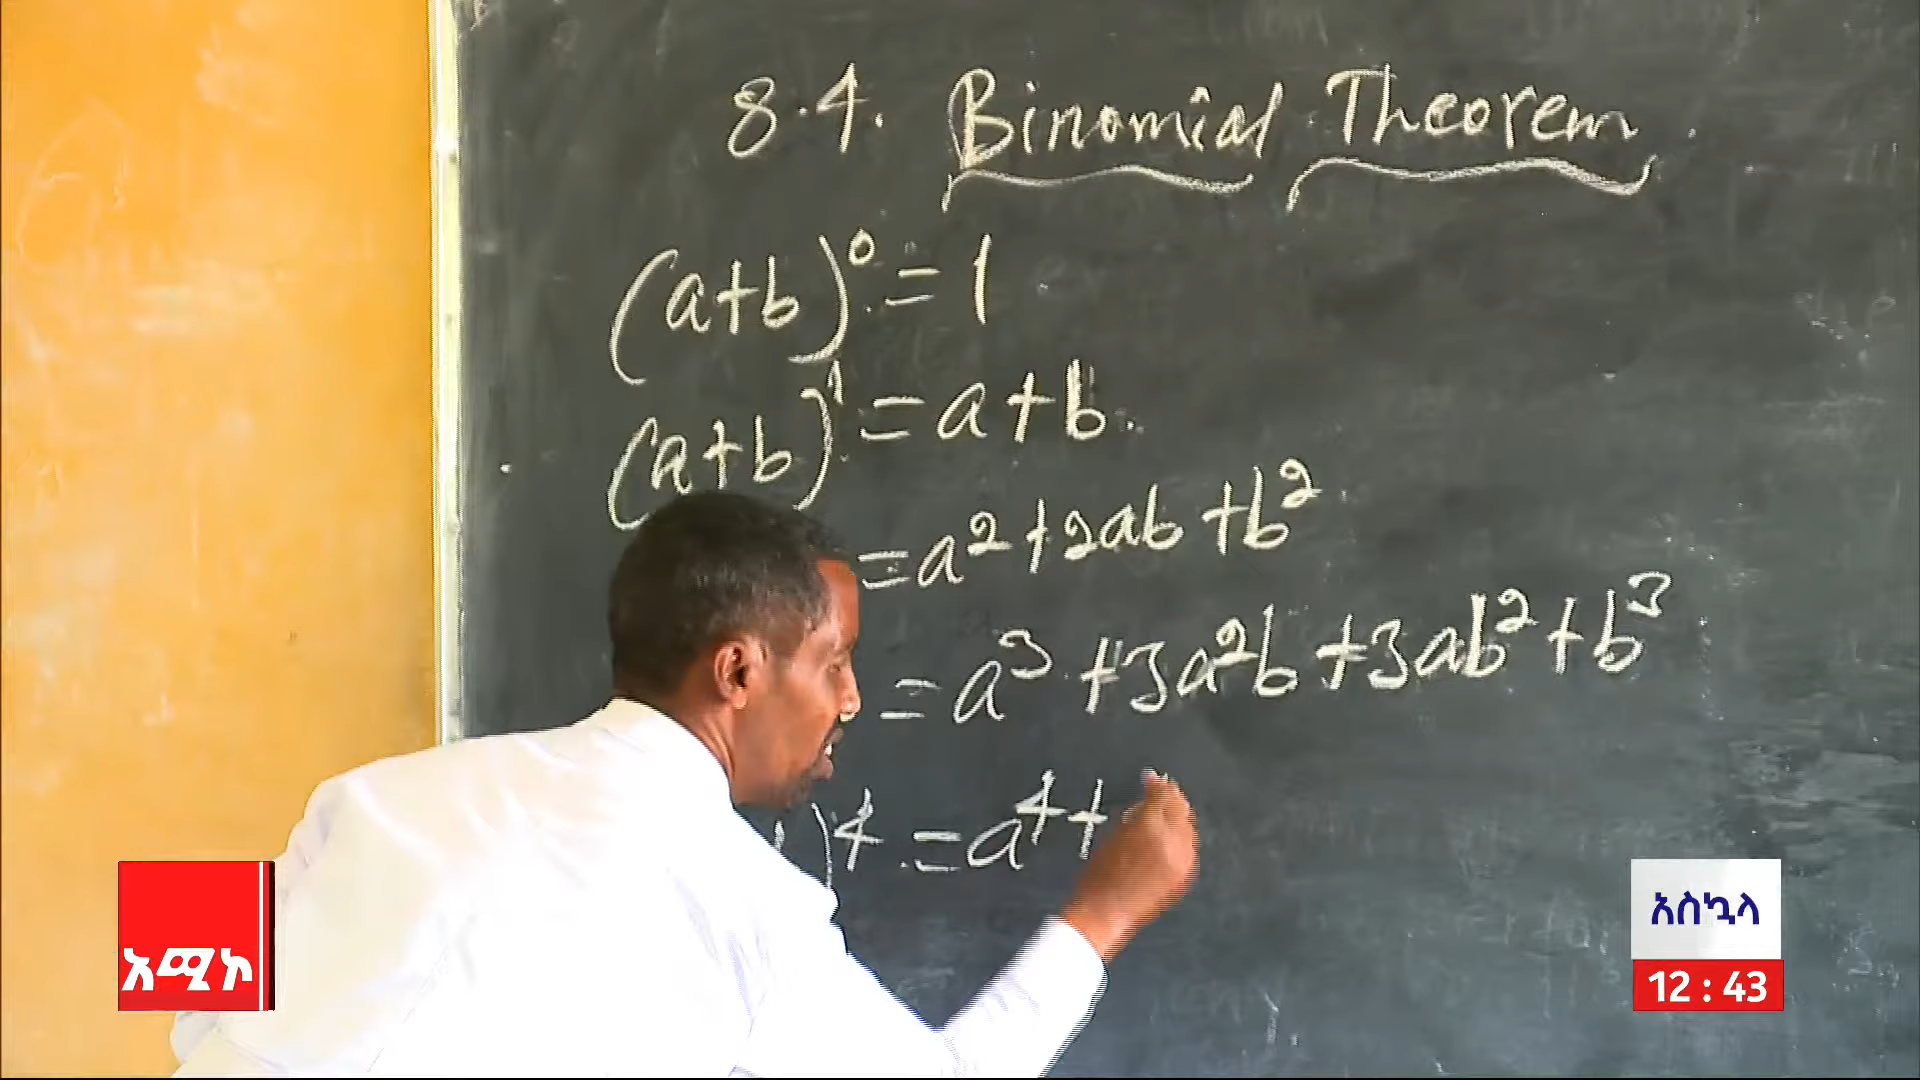 8.4. Binomial Theorem.
(a+b)⁰ = 1
(a+b)¹ = a+b.
= a² + 2ab + b²
= a³ + 3a²b + 3ab² + b³
)⁴ = a⁴ +
አሚኮ
አስኳላ
12 : 43